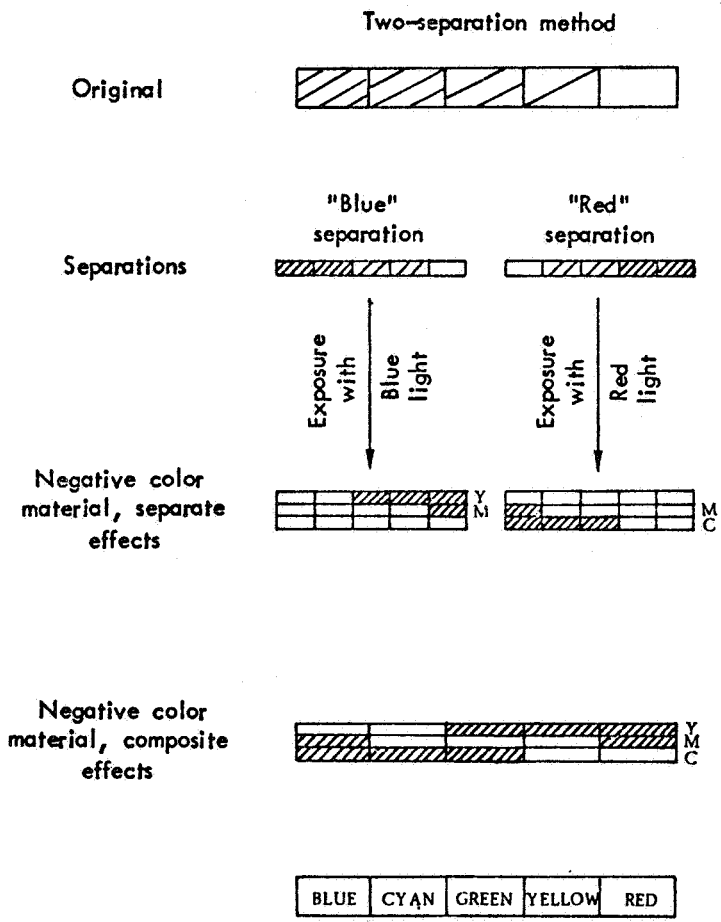 Two-separation method
Original
"Blue"
separation
"Red"
separation
Separations
Exposure
with
Blue
light
Exposure
with
Red
light
Negative color
material, separate
effects
Y
M
M
C
Negative color
material, composite
effects
Y
M
C
BLUE CYAN GREEN YELLOW RED